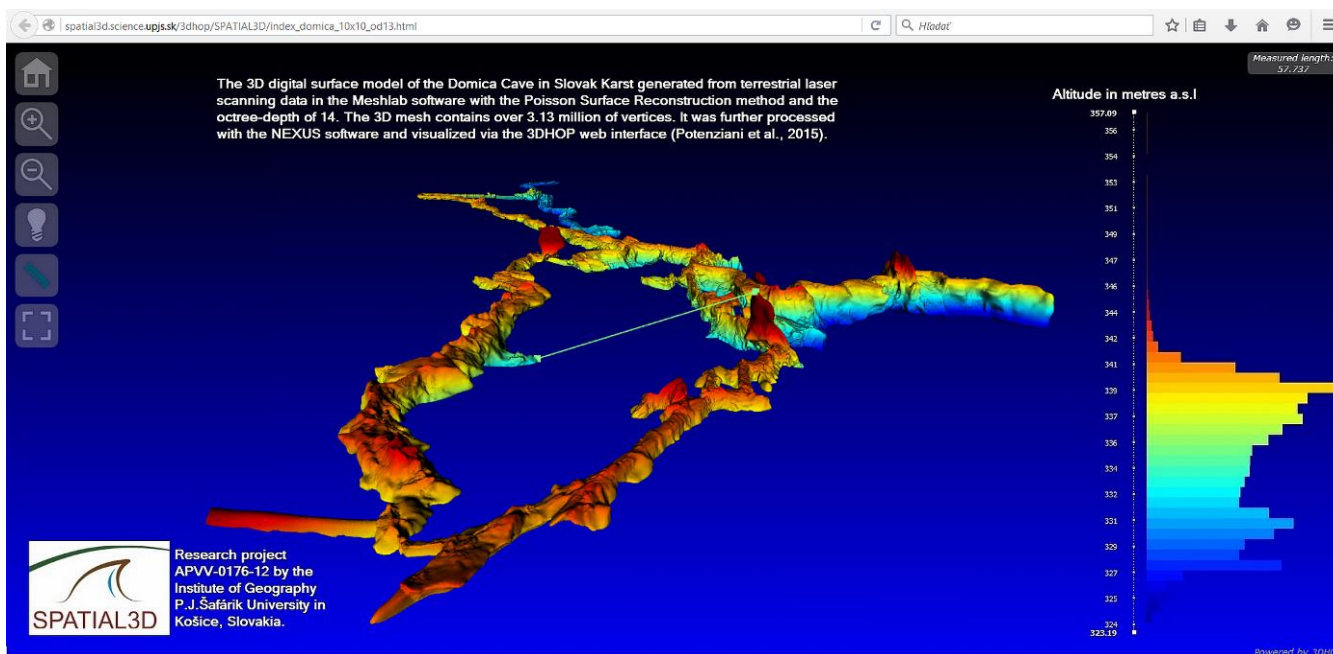 spatial3d.science.upjs.sk/3dhop/SPATIAL3D/index_domica_10x10_od13.html
Hľadať
The 3D digital surface model of the Domica Cave in Slovak Karst generated from terrestrial laser
scanning data in the Meshlab software with the Poisson Surface Reconstruction method and the
octree-depth of 14. The 3D mesh contains over 3.13 million of vertices. It was further processed
with the NEXUS software and visualized via the 3DHOP web interface (Potenziani et al., 2015).
Measured length:
57.737
Altitude in metres a.s.l
357.09
356
354
353
351
349
347
346
344
342
341
339
337
336
334
332
331
329
327
325
324
323.19
SPATIAL3D
Research project
APVV-0176-12 by the
Institute of Geography
P.J.Šafárik University in
Košice, Slovakia.
Powered by 3DHO